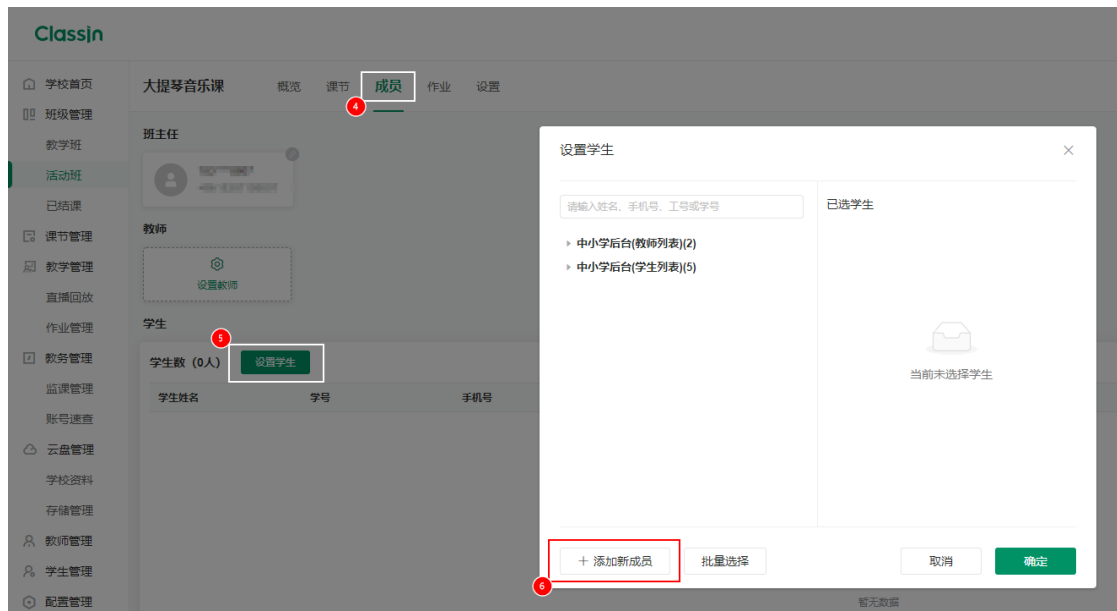 ClassIn
学校首页
班级管理
教学班
活动班
已结课
课节管理
教学管理
直播回放
作业管理
教务管理
监课管理
账号速查
云盘管理
学校资料
存储管理
教师管理
学生管理
配置管理
大提琴音乐课 概览 课节 成员 作业 设置
4
班主任
教师
设置教师
学生
5
学生数（0人） 设置学生
学生姓名 学号 手机号
暂无数据
设置学生
请输入姓名、手机号、工号或学号
中小学后台(教师列表)(2)
中小学后台(学生列表)(5)
已选学生
当前未选择学生
+ 添加新成员 批量选择 取消 确定
6